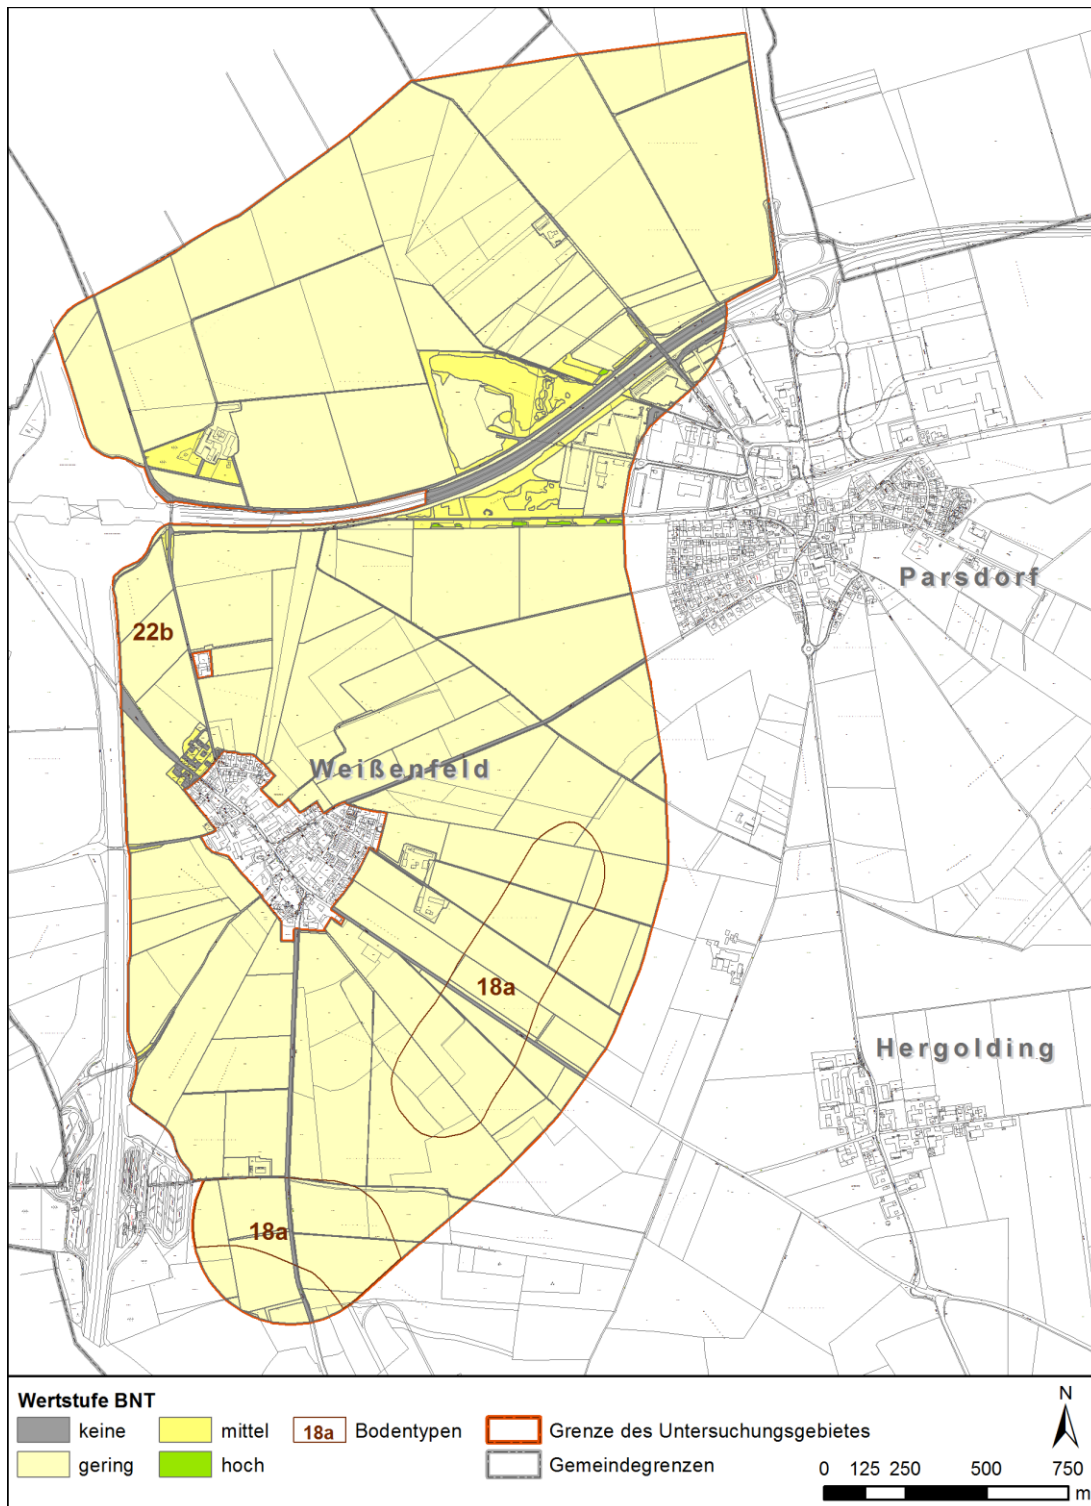 Parsdorf
22b
Weißenfeld
18a
Hergolding
18a
Wertstufe BNT
keine
mittel
18a Bodentypen
Grenze des Untersuchungsgebietes
gering
hoch
Gemeindegrenzen
N
0 125 250 500 750
m